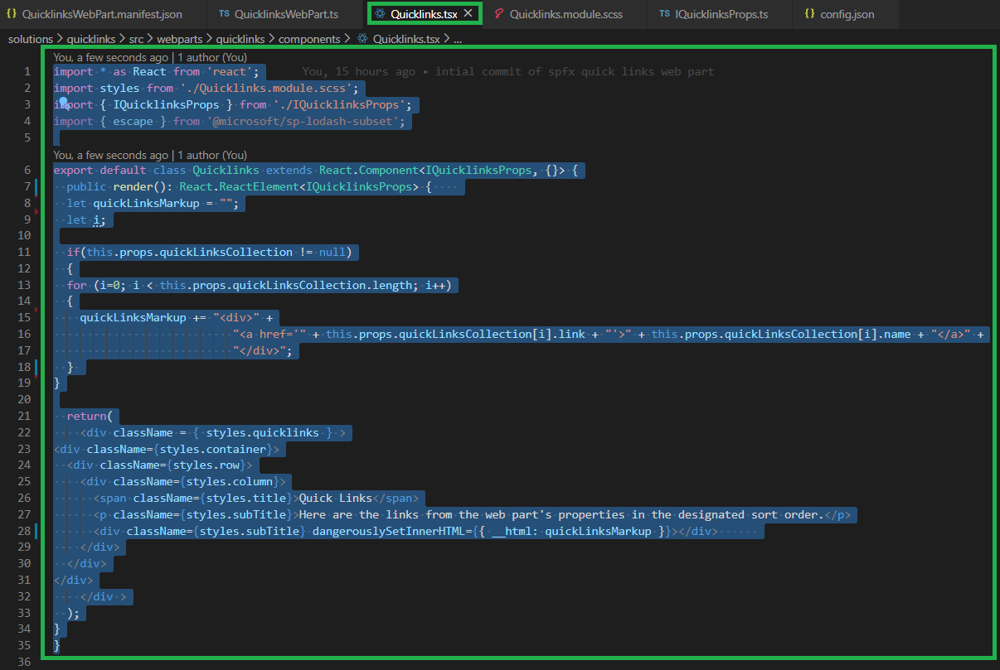 {} QuicklinksWebPart.manifest.json TS QuicklinksWebPart.ts Quicklinks.tsx × Quicklinks.module.scss TS IQuicklinksProps.ts {} config.json
solutions > quicklinks > src > webparts > quicklinks > components > Quicklinks.tsx > ...
You, a few seconds ago | 1 author (You)
1 import * as React from 'react'; You, 15 hours ago • intial commit of spfx quick links web part
2 import styles from './Quicklinks.module.scss';
3 import { IQuicklinksProps } from './IQuicklinksProps';
4 import { escape } from '@microsoft/sp-lodash-subset';
5
You, a few seconds ago | 1 author (You)
6 export default class Quicklinks extends React.Component<IQuicklinksProps, {}> {
7 public render(): React.ReactElement<IQuicklinksProps> {
8 let quickLinksMarkup = "";
9 let i;
10
11 if(this.props.quickLinksCollection != null)
12 {
13 for (i=0; i < this.props.quickLinksCollection.length; i++)
14 {
15 quickLinksMarkup += "<div>" +
16 "<a href='" + this.props.quickLinksCollection[i].link + "'>" + this.props.quickLinksCollection[i].name + "</a>" +
17 "</div>";
18 }
19 }
20
21 return(
22 <div className = { styles.quicklinks } >
23 <div className={styles.container}>
24 <div className={styles.row}>
25 <div className={styles.column}>
26 <span className={styles.title}>Quick Links</span>
27 <p className={styles.subTitle}>Here are the links from the web part's properties in the designated sort order.</p>
28 <div className={styles.subTitle} dangerouslySetInnerHTML={{ __html: quickLinksMarkup }}></div>
29 </div>
30 </div>
31 </div>
32 </div >
33 );
34 }
35 }
36